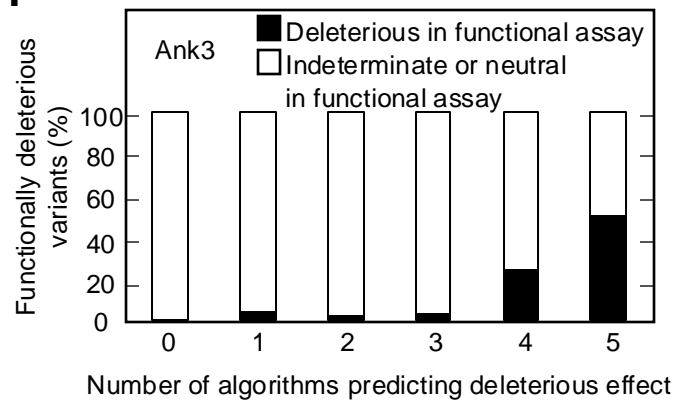 Ank3
Deleterious in functional assay
Indeterminate or neutral
in functional assay
Functionally deleterious
variants (%)
100
80
60
40
20
0
0 1 2 3 4 5
Number of algorithms predicting deleterious effect